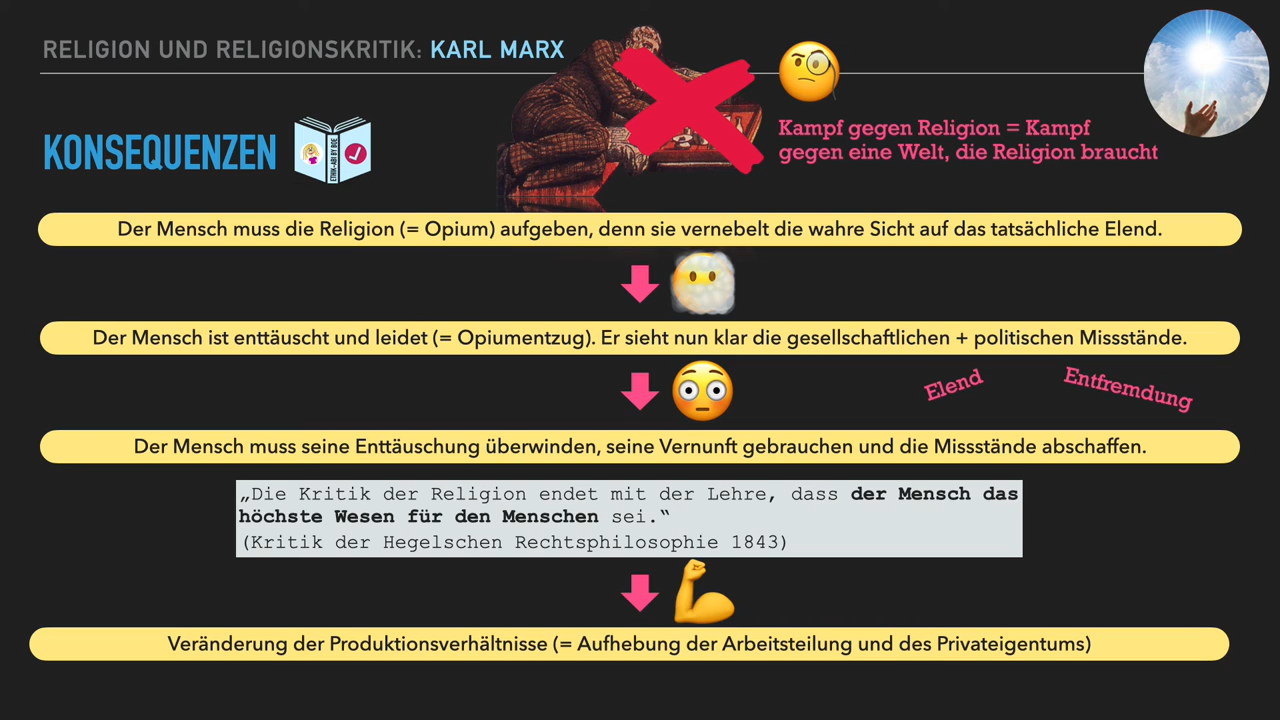 RELIGION UND RELIGIONSKRITIK: KARL MARX
KONSEQUENZEN
ETHIK-ABI BY BOE
Kampf gegen Religion = Kampf
gegen eine Welt, die Religion braucht
Der Mensch muss die Religion (= Opium) aufgeben, denn sie vernebelt die wahre Sicht auf das tatsächliche Elend.
Der Mensch ist enttäuscht und leidet (= Opiumentzug). Er sieht nun klar die gesellschaftlichen + politischen Missstände.
Elend
Entfremdung
Der Mensch muss seine Enttäuschung überwinden, seine Vernunft gebrauchen und die Missstände abschaffen.
„Die Kritik der Religion endet mit der Lehre, dass der Mensch das
höchste Wesen für den Menschen sei.“
(Kritik der Hegelschen Rechtsphilosophie 1843)
Veränderung der Produktionsverhältnisse (= Aufhebung der Arbeitsteilung und des Privateigentums)